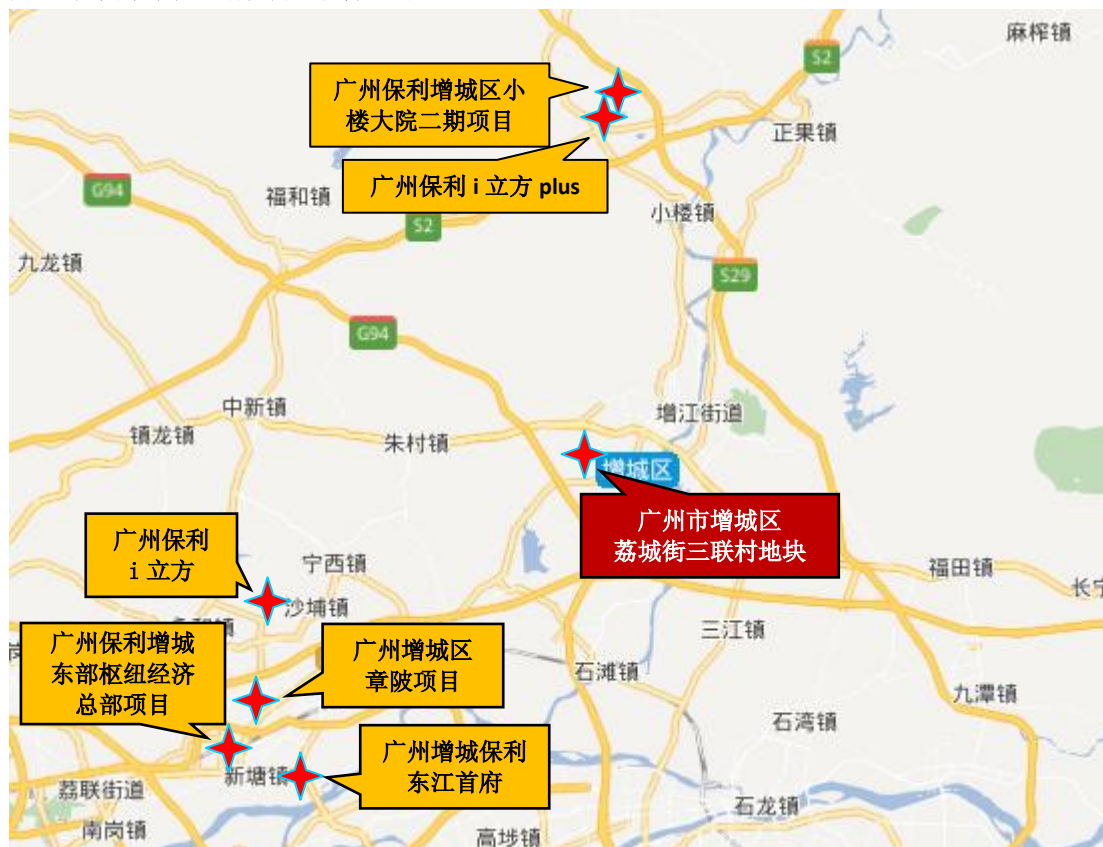 麻榨镇
S2
广州保利增城区小
楼大院二期项目
正果镇
广州保利 i 立方 plus
G94
福和镇
小楼镇
S2
九龙镇
S29
G94
中新镇
增江街道
镇龙镇
朱村镇
增城区
广州市增城区
荔城街三联村地块
广州保利
i 立方
宁西镇
福田镇
长宁
沙埔镇
三江镇
广州保利增城
东部枢纽经济
总部项目
广州增城区
章陂项目
石滩镇
九潭镇
石湾镇
广州增城保利
东江首府
新塘镇
荔联街道
石龙镇
南岗镇
高埗镇